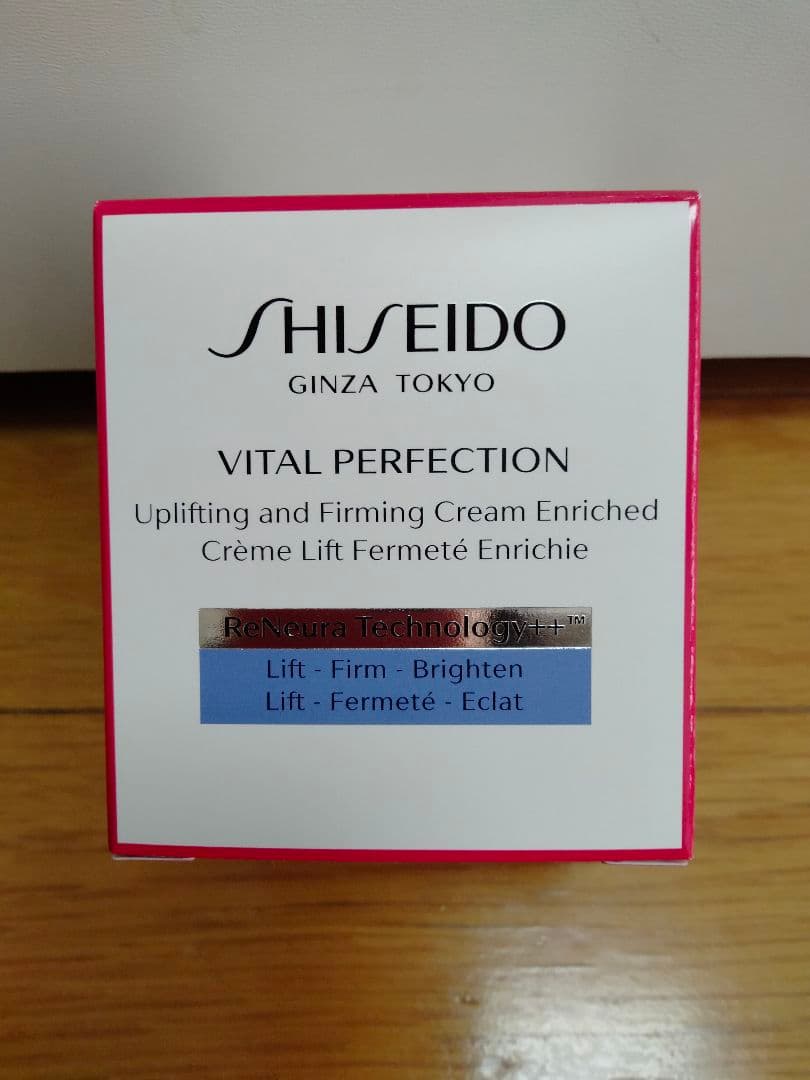 SHISEIDO
GINZA TOKYO
VITAL PERFECTION
Uplifting and Firming Cream Enriched
Crème Lift Fermeté Enrichie
ReNeura Technology++™
Lift - Firm - Brighten
Lift - Fermeté - Eclat